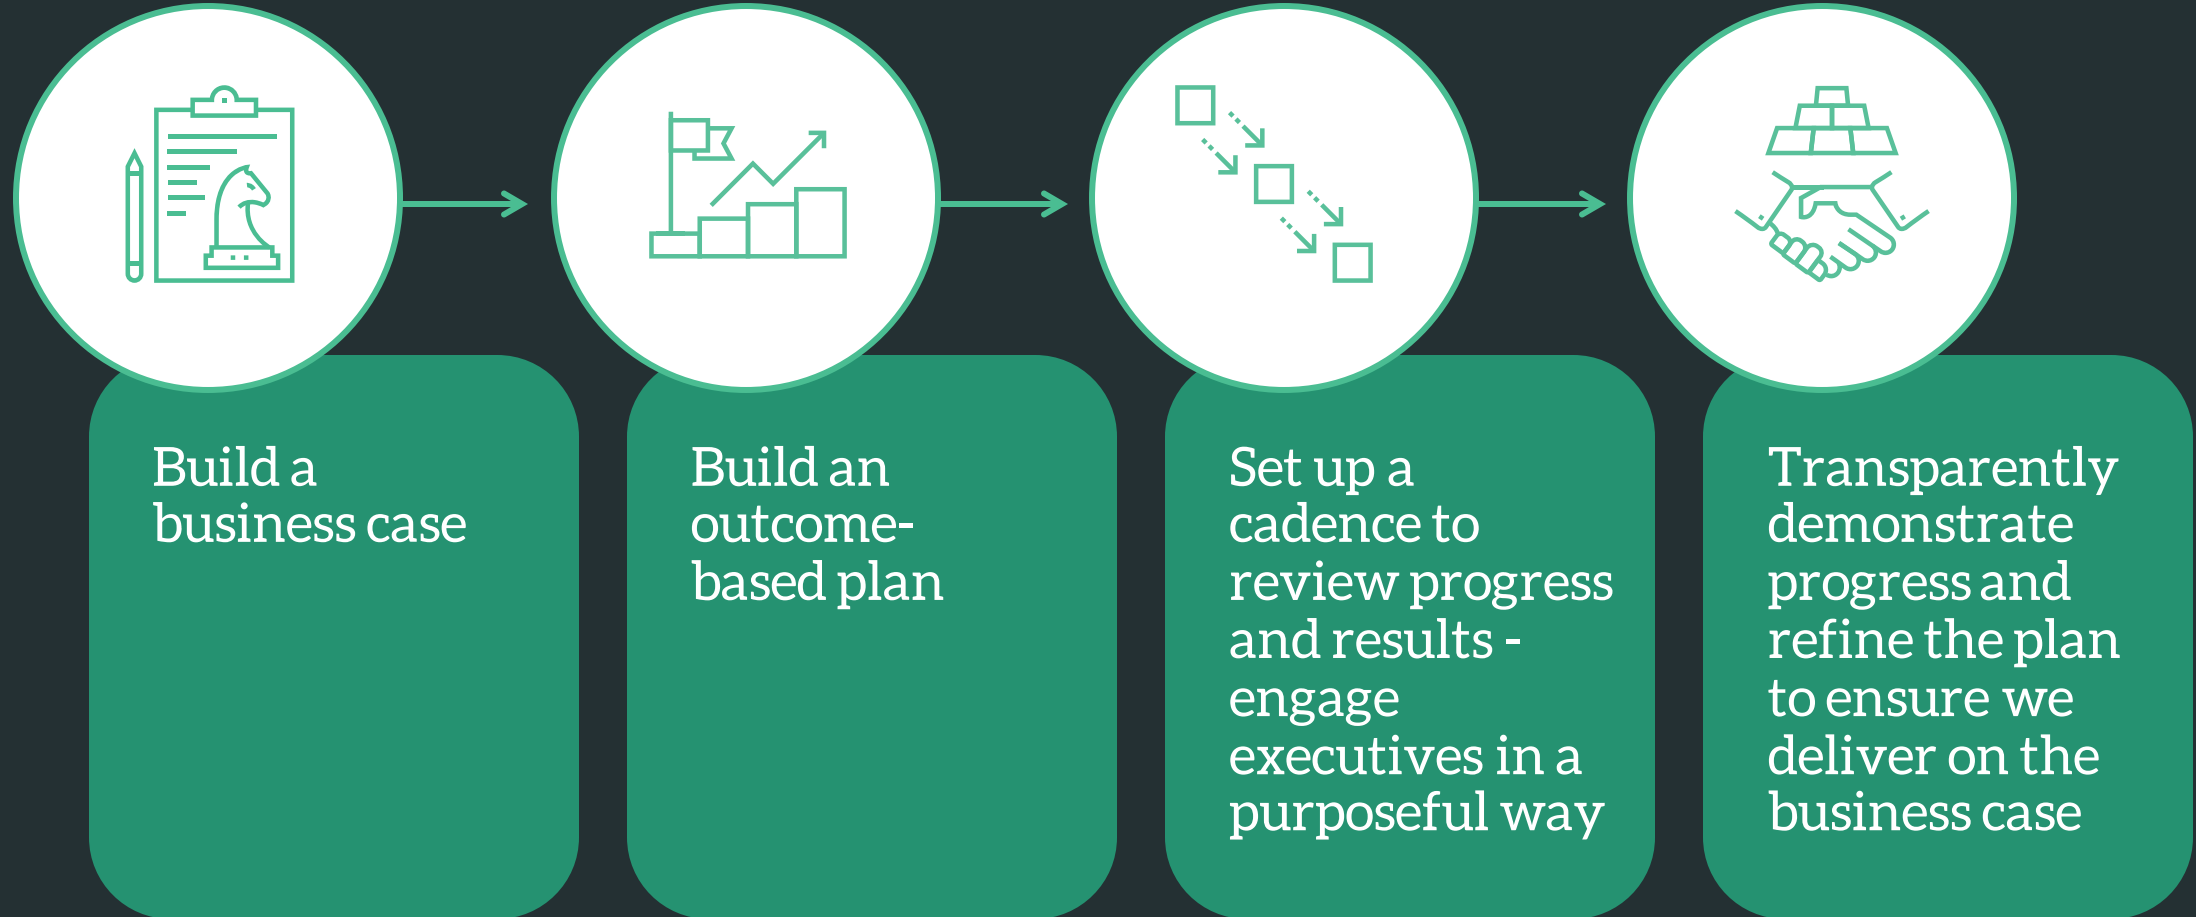 Build a
business case
Build an
outcome-
based plan
Set up a
cadence to
review progress
and results -
engage
executives in a
purposeful way
Transparently
demonstrate
progress and
refine the plan
to ensure we
deliver on the
business case